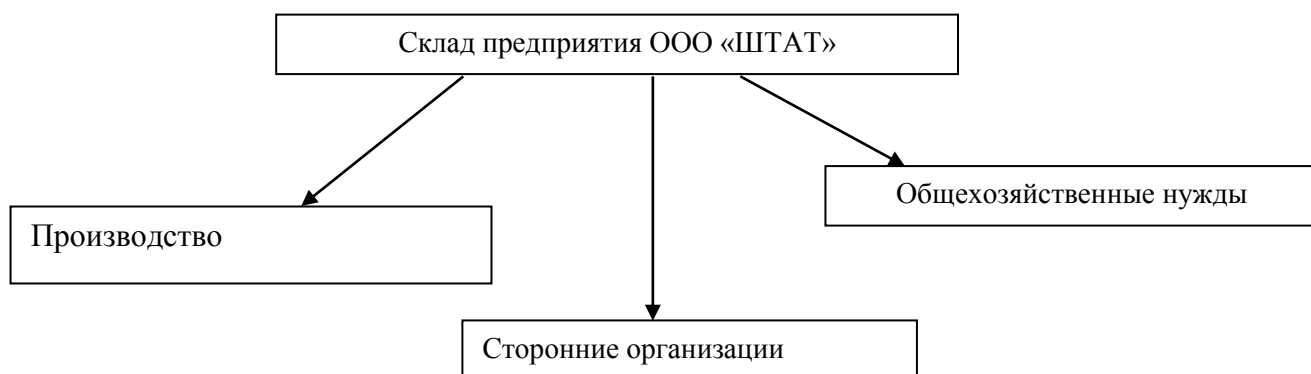 Склад предприятия ООО «ШТАТ»
Общехозяйственные нужды
Производство
Сторонние организации